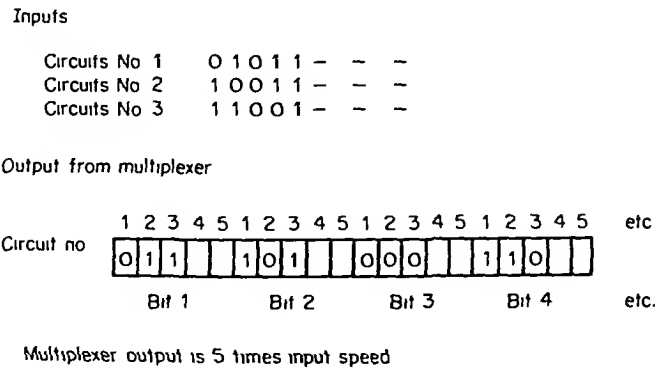 Inputs
Circuits No 1 0 1 0 1 1 – – – –
Circuits No 2 1 0 0 1 1 – – – –
Circuits No 3 1 1 0 0 1 – – – –
Output from multiplexer
1 2 3 4 5 1 2 3 4 5 1 2 3 4 5 1 2 3 4 5 etc
Circuit no 0 1 1 1 0 1 0 0 0 1 1 0
Bit 1 Bit 2 Bit 3 Bit 4 etc.
Multiplexer output is 5 times input speed